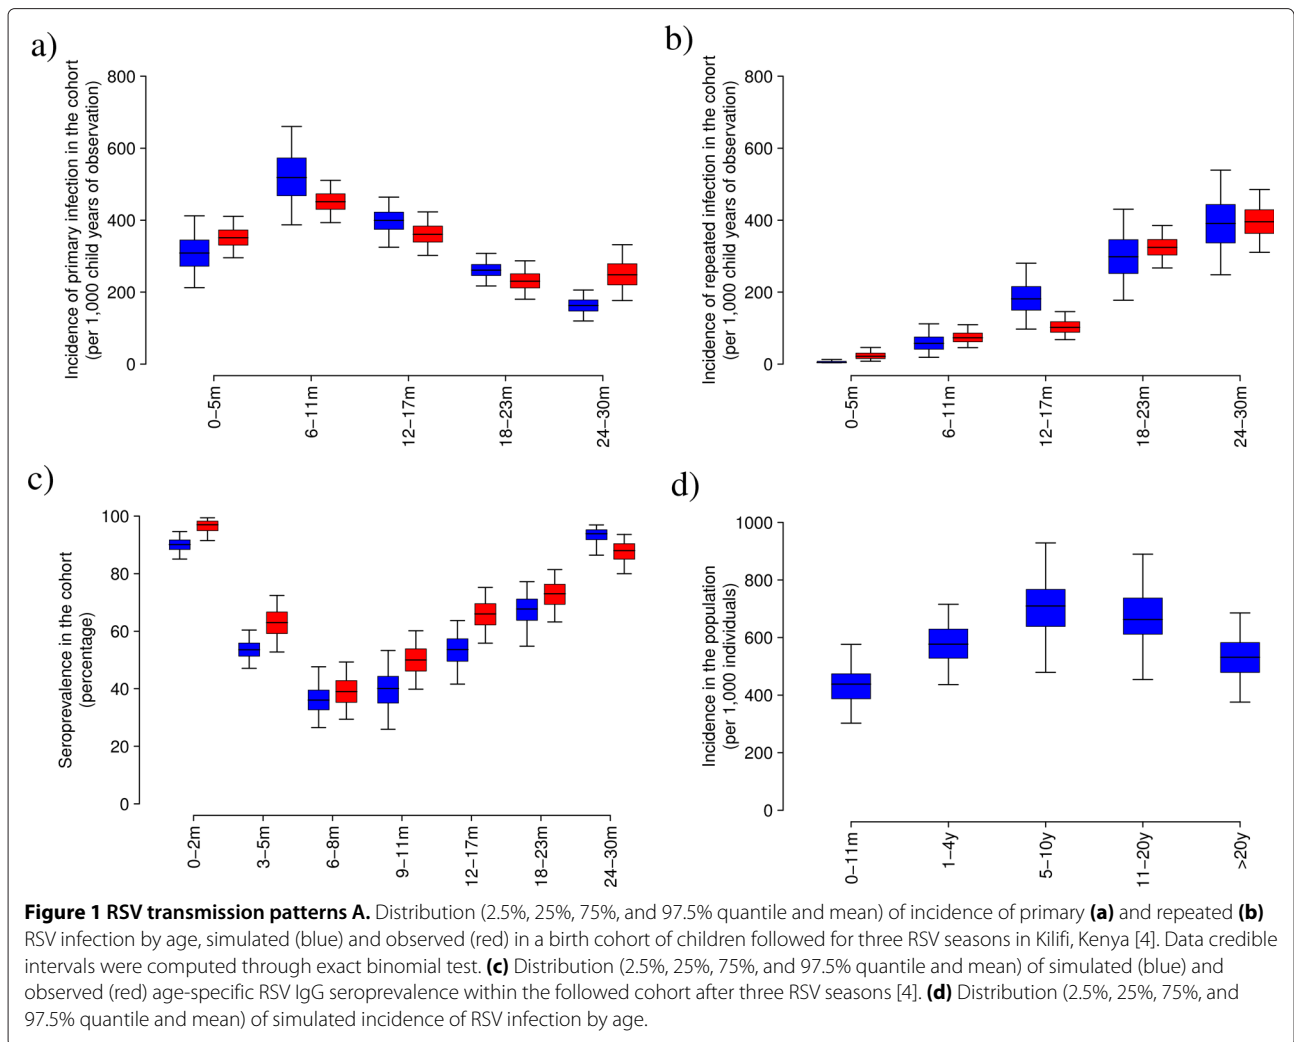 a)
Incidence of primary infection in the cohort
(per 1,000 child years of observation)
800
600
400
200
0
0−5m
6−11m
12−17m
18−23m
24−30m
b)
Incidence of repeated infection in the cohort
(per 1,000 child years of observation)
800
600
400
200
0
0−5m
6−11m
12−17m
18−23m
24−30m
c)
Seroprevalence in the cohort
(percentage)
100
80
60
40
20
0
0−2m
3−5m
6−8m
9−11m
12−17m
18−23m
24−30m
d)
Incidence in the population
(per 1,000 individuals)
1000
800
600
400
200
0
0−11m
1−4y
5−10y
11−20y
>20y
Figure 1 RSV transmission patterns A. Distribution (2.5%, 25%, 75%, and 97.5% quantile and mean) of incidence of primary (a) and repeated (b)
RSV infection by age, simulated (blue) and observed (red) in a birth cohort of children followed for three RSV seasons in Kilifi, Kenya [4]. Data credible
intervals were computed through exact binomial test. (c) Distribution (2.5%, 25%, 75%, and 97.5% quantile and mean) of simulated (blue) and
observed (red) age-specific RSV IgG seroprevalence within the followed cohort after three RSV seasons [4]. (d) Distribution (2.5%, 25%, 75%, and
97.5% quantile and mean) of simulated incidence of RSV infection by age.